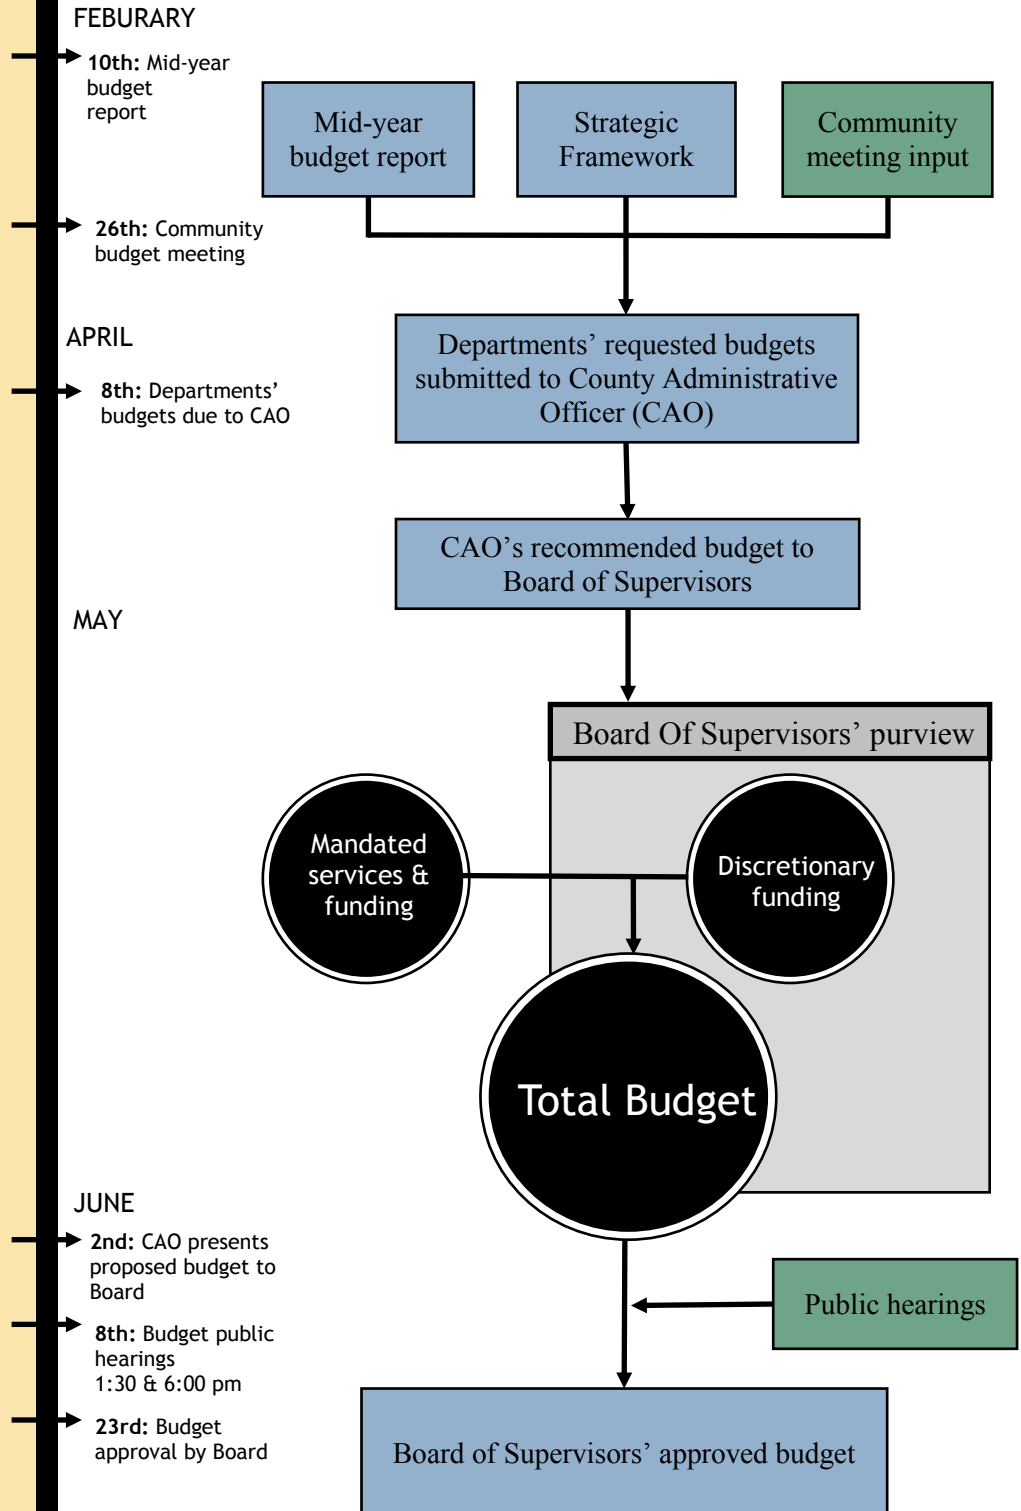 FEBURARY
10th: Mid-year
budget
report
26th: Community
budget meeting
APRIL
8th: Departments’
budgets due to CAO
MAY
JUNE
2nd: CAO presents
proposed budget to
Board
8th: Budget public
hearings
1:30 & 6:00 pm
23rd: Budget
approval by Board
Mid-year
budget report
Strategic
Framework
Community
meeting input
Departments’ requested budgets
submitted to County Administrative
Officer (CAO)
CAO’s recommended budget to
Board of Supervisors
Board Of Supervisors’ purview
Mandated
services &
funding
Discretionary
funding
Total Budget
Public hearings
Board of Supervisors’ approved budget